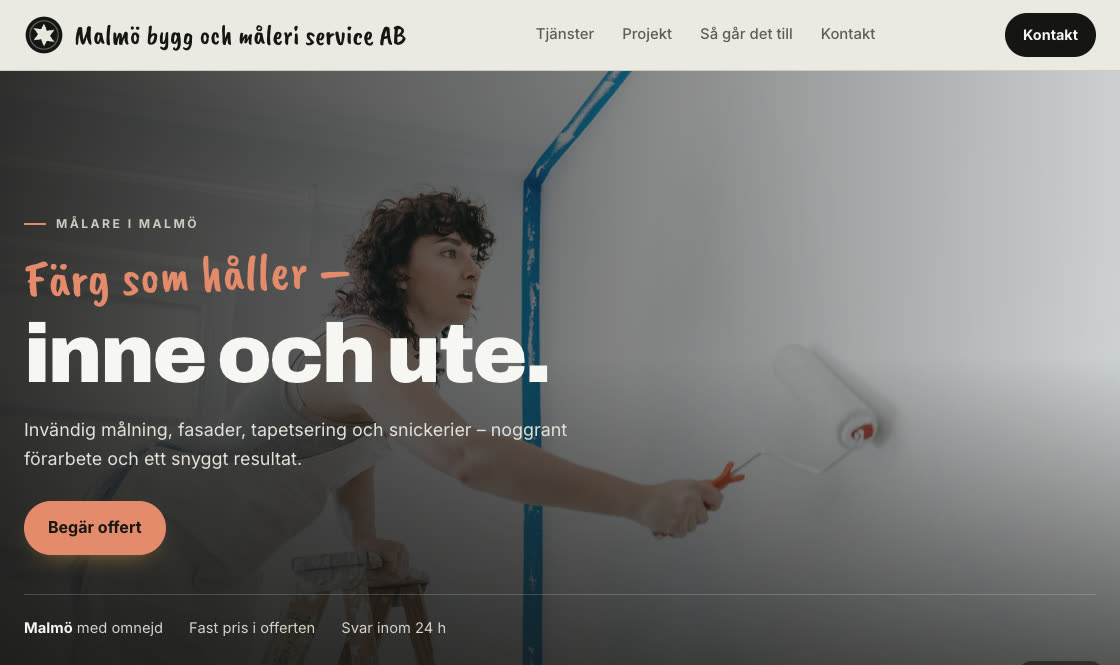 Malmö bygg och måleri service AB
Tjänster
Projekt
Så går det till
Kontakt
Kontakt
MÅLARE I MALMÖ
Färg som håller –
inne och ute.
Invändig målning, fasader, tapetsering och snickerier – noggrant
förarbete och ett snyggt resultat.
Begär offert
Malmö med omnejd
Fast pris i offerten
Svar inom 24 h